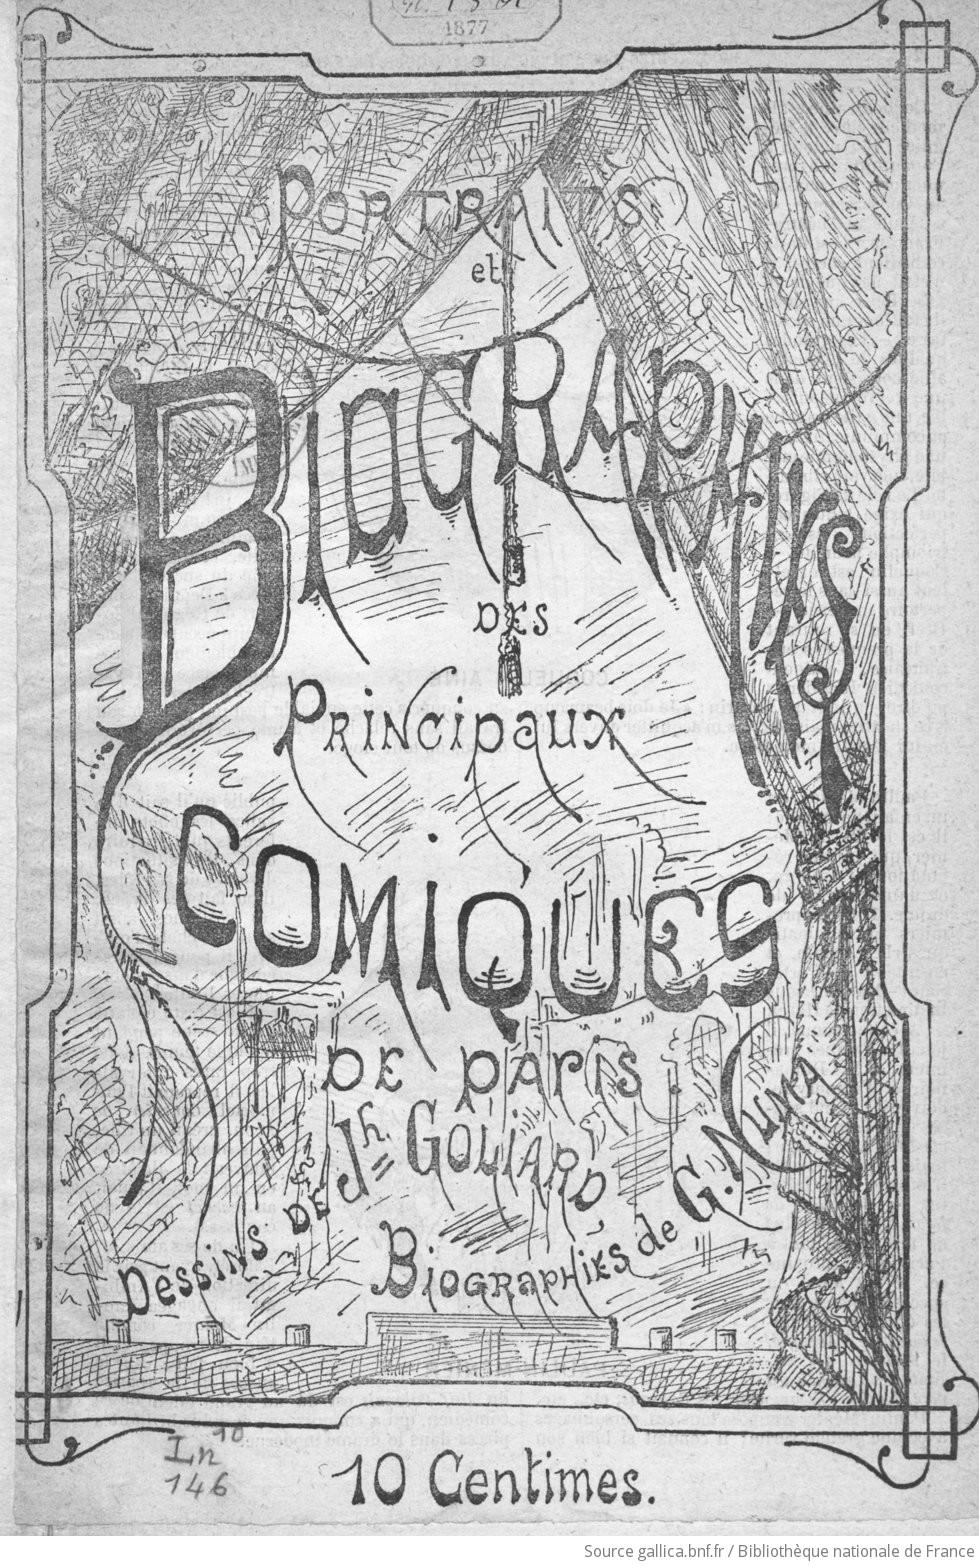 1877
PORTRAITS
et
BIOGRAPHIES
DES
PRINCIPAUX
COMIQUES
DE PARIS.
DESSINS DE Jh GOLIARD
BIOGRAPHIES de G. NUMA
10 Centimes.
Ln 10
146
Source gallica.bnf.fr / Bibliothèque nationale de France